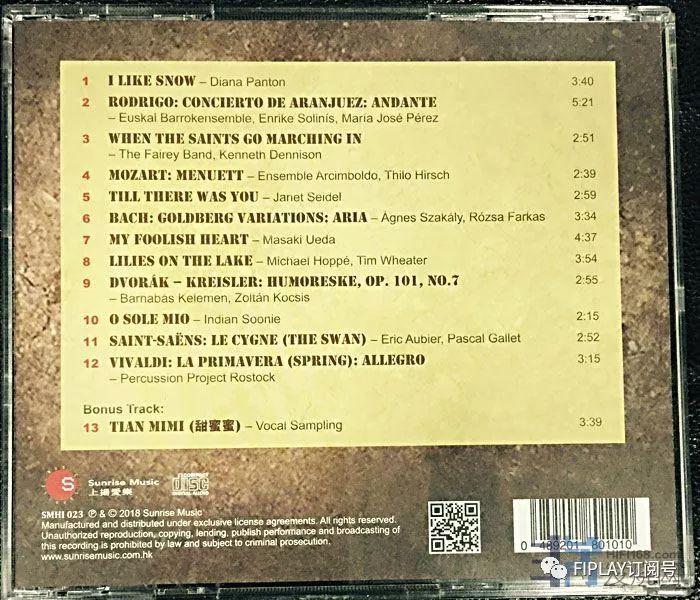 1 I LIKE SNOW – Diana Panton 3:40
2 RODRIGO: CONCIERTO DE ARANJUEZ: ANDANTE 5:21
– Euskal Barrokensemble, Enrike Solinís, María José Pérez
3 WHEN THE SAINTS GO MARCHING IN 2:51
– The Fairey Band, Kenneth Dennison
4 MOZART: MENUETT – Ensemble Arcimboldo, Thilo Hirsch 2:39
5 TILL THERE WAS YOU – Janet Seidel 2:59
6 BACH: GOLDBERG VARIATIONS: ARIA – Ágnes Szakály, Rózsa Farkas 3:34
7 MY FOOLISH HEART – Masaki Ueda 4:37
8 LILIES ON THE LAKE – Michael Hoppé, Tim Wheater 3:54
9 DVORÁK – KREISLER: HUMORESKE, OP. 101, NO.7 2:55
– Barnabás Kelemen, Zoltán Kocsis
10 O SOLE MIO – Indian Soonie 2:15
11 SAINT-SAËNS: LE CYGNE (THE SWAN) – Eric Aubier, Pascal Gallet 2:52
12 VIVALDI: LA PRIMAVERA (SPRING): ALLEGRO 3:15
– Percussion Project Rostock
Bonus Track:
13 TIAN MIMI (甜蜜蜜) – Vocal Sampling 3:39
S
Sunrise Music
上揚愛樂
COMPACT
disc
DIGITAL AUDIO
SMHI 023 ℗ & © 2018 Sunrise Music
Manufactured and distributed under exclusive license agreements. All rights reserved.
Unauthorized reproduction, copying, lending, publish performance and broadcasting of
this recording is prohibited by law and subject to criminal prosecution.
www.sunrisemusic.com.hk
0 489201 801010
FIPLAY订阅号